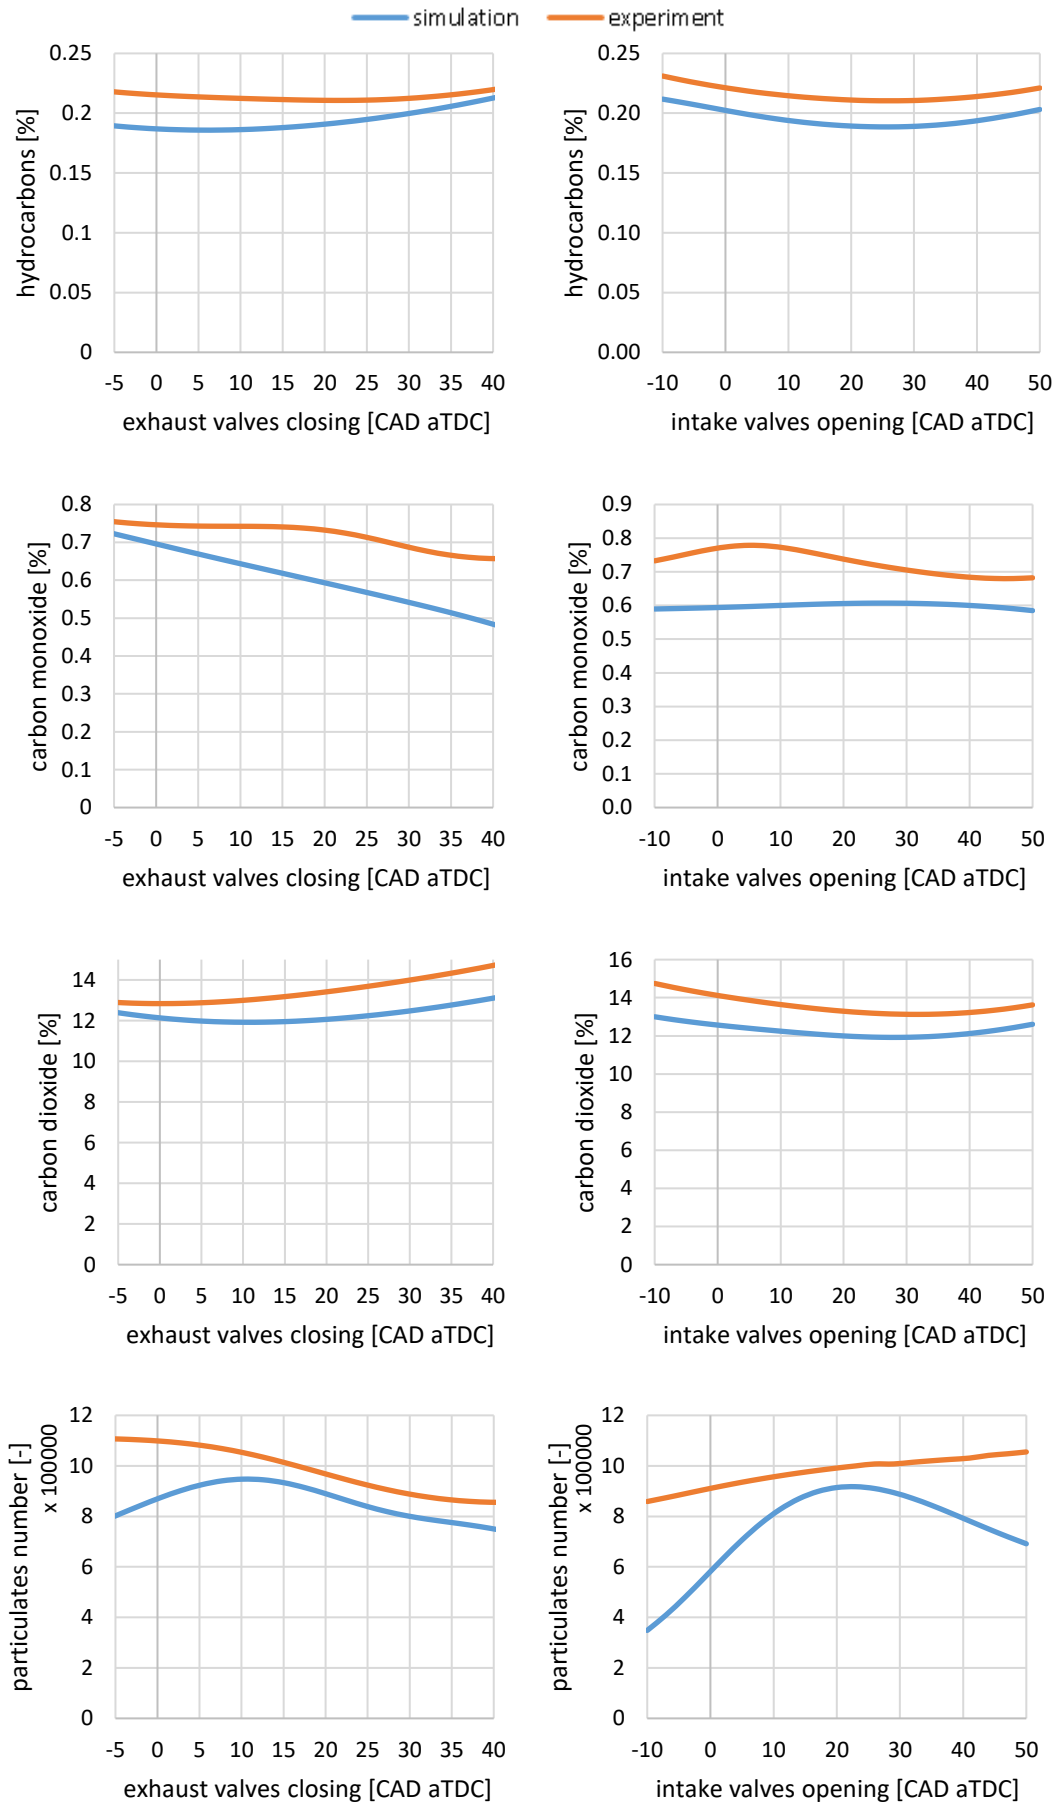 simulation experiment
0.25
0.2
0.15
0.1
0.05
0
hydrocarbons [%]
-5 0 5 10 15 20 25 30 35 40
exhaust valves closing [CAD aTDC]
0.25
0.20
0.15
0.10
0.05
0.00
hydrocarbons [%]
-10 0 10 20 30 40 50
intake valves opening [CAD aTDC]
0.8
0.7
0.6
0.5
0.4
0.3
0.2
0.1
0
carbon monoxide [%]
-5 0 5 10 15 20 25 30 35 40
exhaust valves closing [CAD aTDC]
0.9
0.8
0.7
0.6
0.5
0.4
0.3
0.2
0.1
0.0
carbon monoxide [%]
-10 0 10 20 30 40 50
intake valves opening [CAD aTDC]
14
12
10
8
6
4
2
0
carbon dioxide [%]
-5 0 5 10 15 20 25 30 35 40
exhaust valves closing [CAD aTDC]
16
14
12
10
8
6
4
2
0
carbon dioxide [%]
-10 0 10 20 30 40 50
intake valves opening [CAD aTDC]
12
10
8
6
4
2
0
particulates number [-]
x 100000
-5 0 5 10 15 20 25 30 35 40
exhaust valves closing [CAD aTDC]
12
10
8
6
4
2
0
particulates number [-]
x 100000
-10 0 10 20 30 40 50
intake valves opening [CAD aTDC]